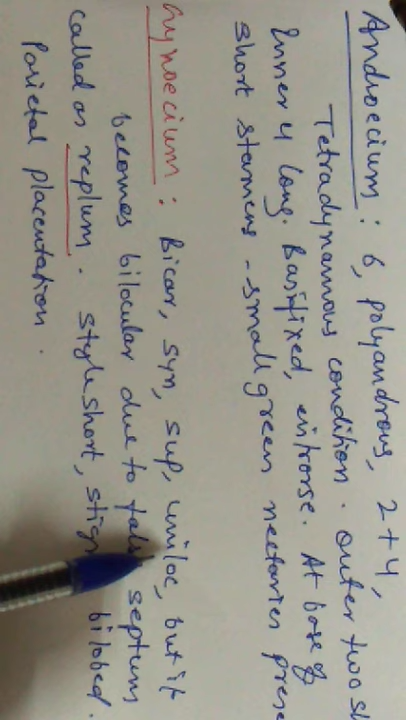 Androecium : 6, polyandrous, 2+4,
Tetradynamous condition. outer two
Inner 4 long. Basifixed, introrse. At base of
short stamens - small green nectaries
Gynoecium : Bicar, syn, sup, uniloc, but it
becomes bilocular due to septum
called as replum. style short, bilobed.
Parietal placentation.